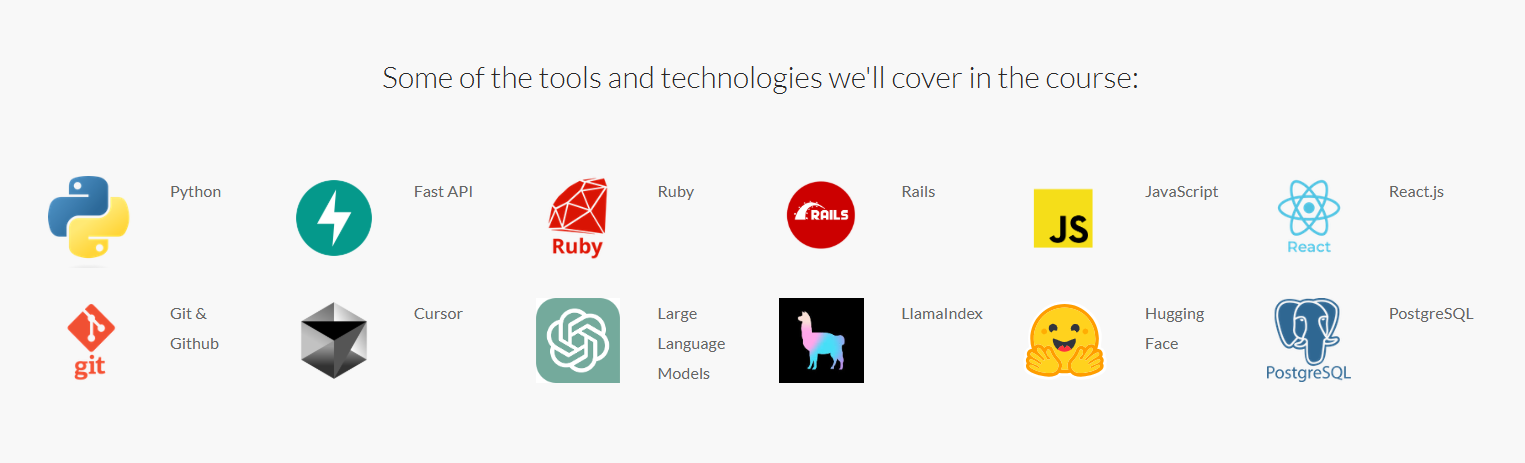 Some of the tools and technologies we'll cover in the course:
Python
Fast API
Ruby
Ruby
RAILS
Rails
JS
JavaScript
React
React.js
git
Git &
Github
Cursor
Large
Language
Models
LlamaIndex
Hugging
Face
PostgreSQL
PostgreSQL